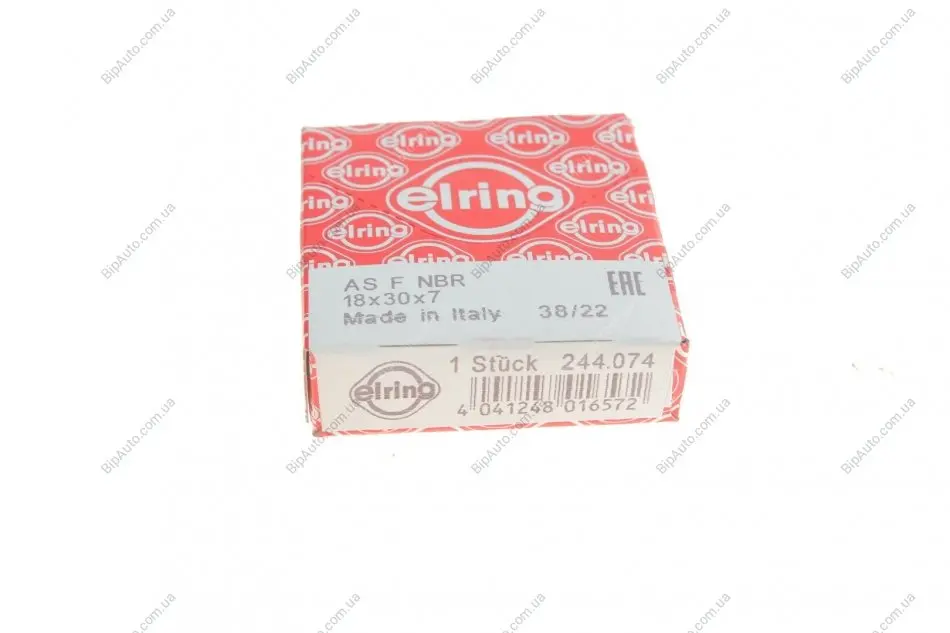 elring
AS F NBR
18x30x7
Made in Italy 38/22
EAC
elring
1 Stück 244.074
4 041248 016572
BipAuto.com.ua